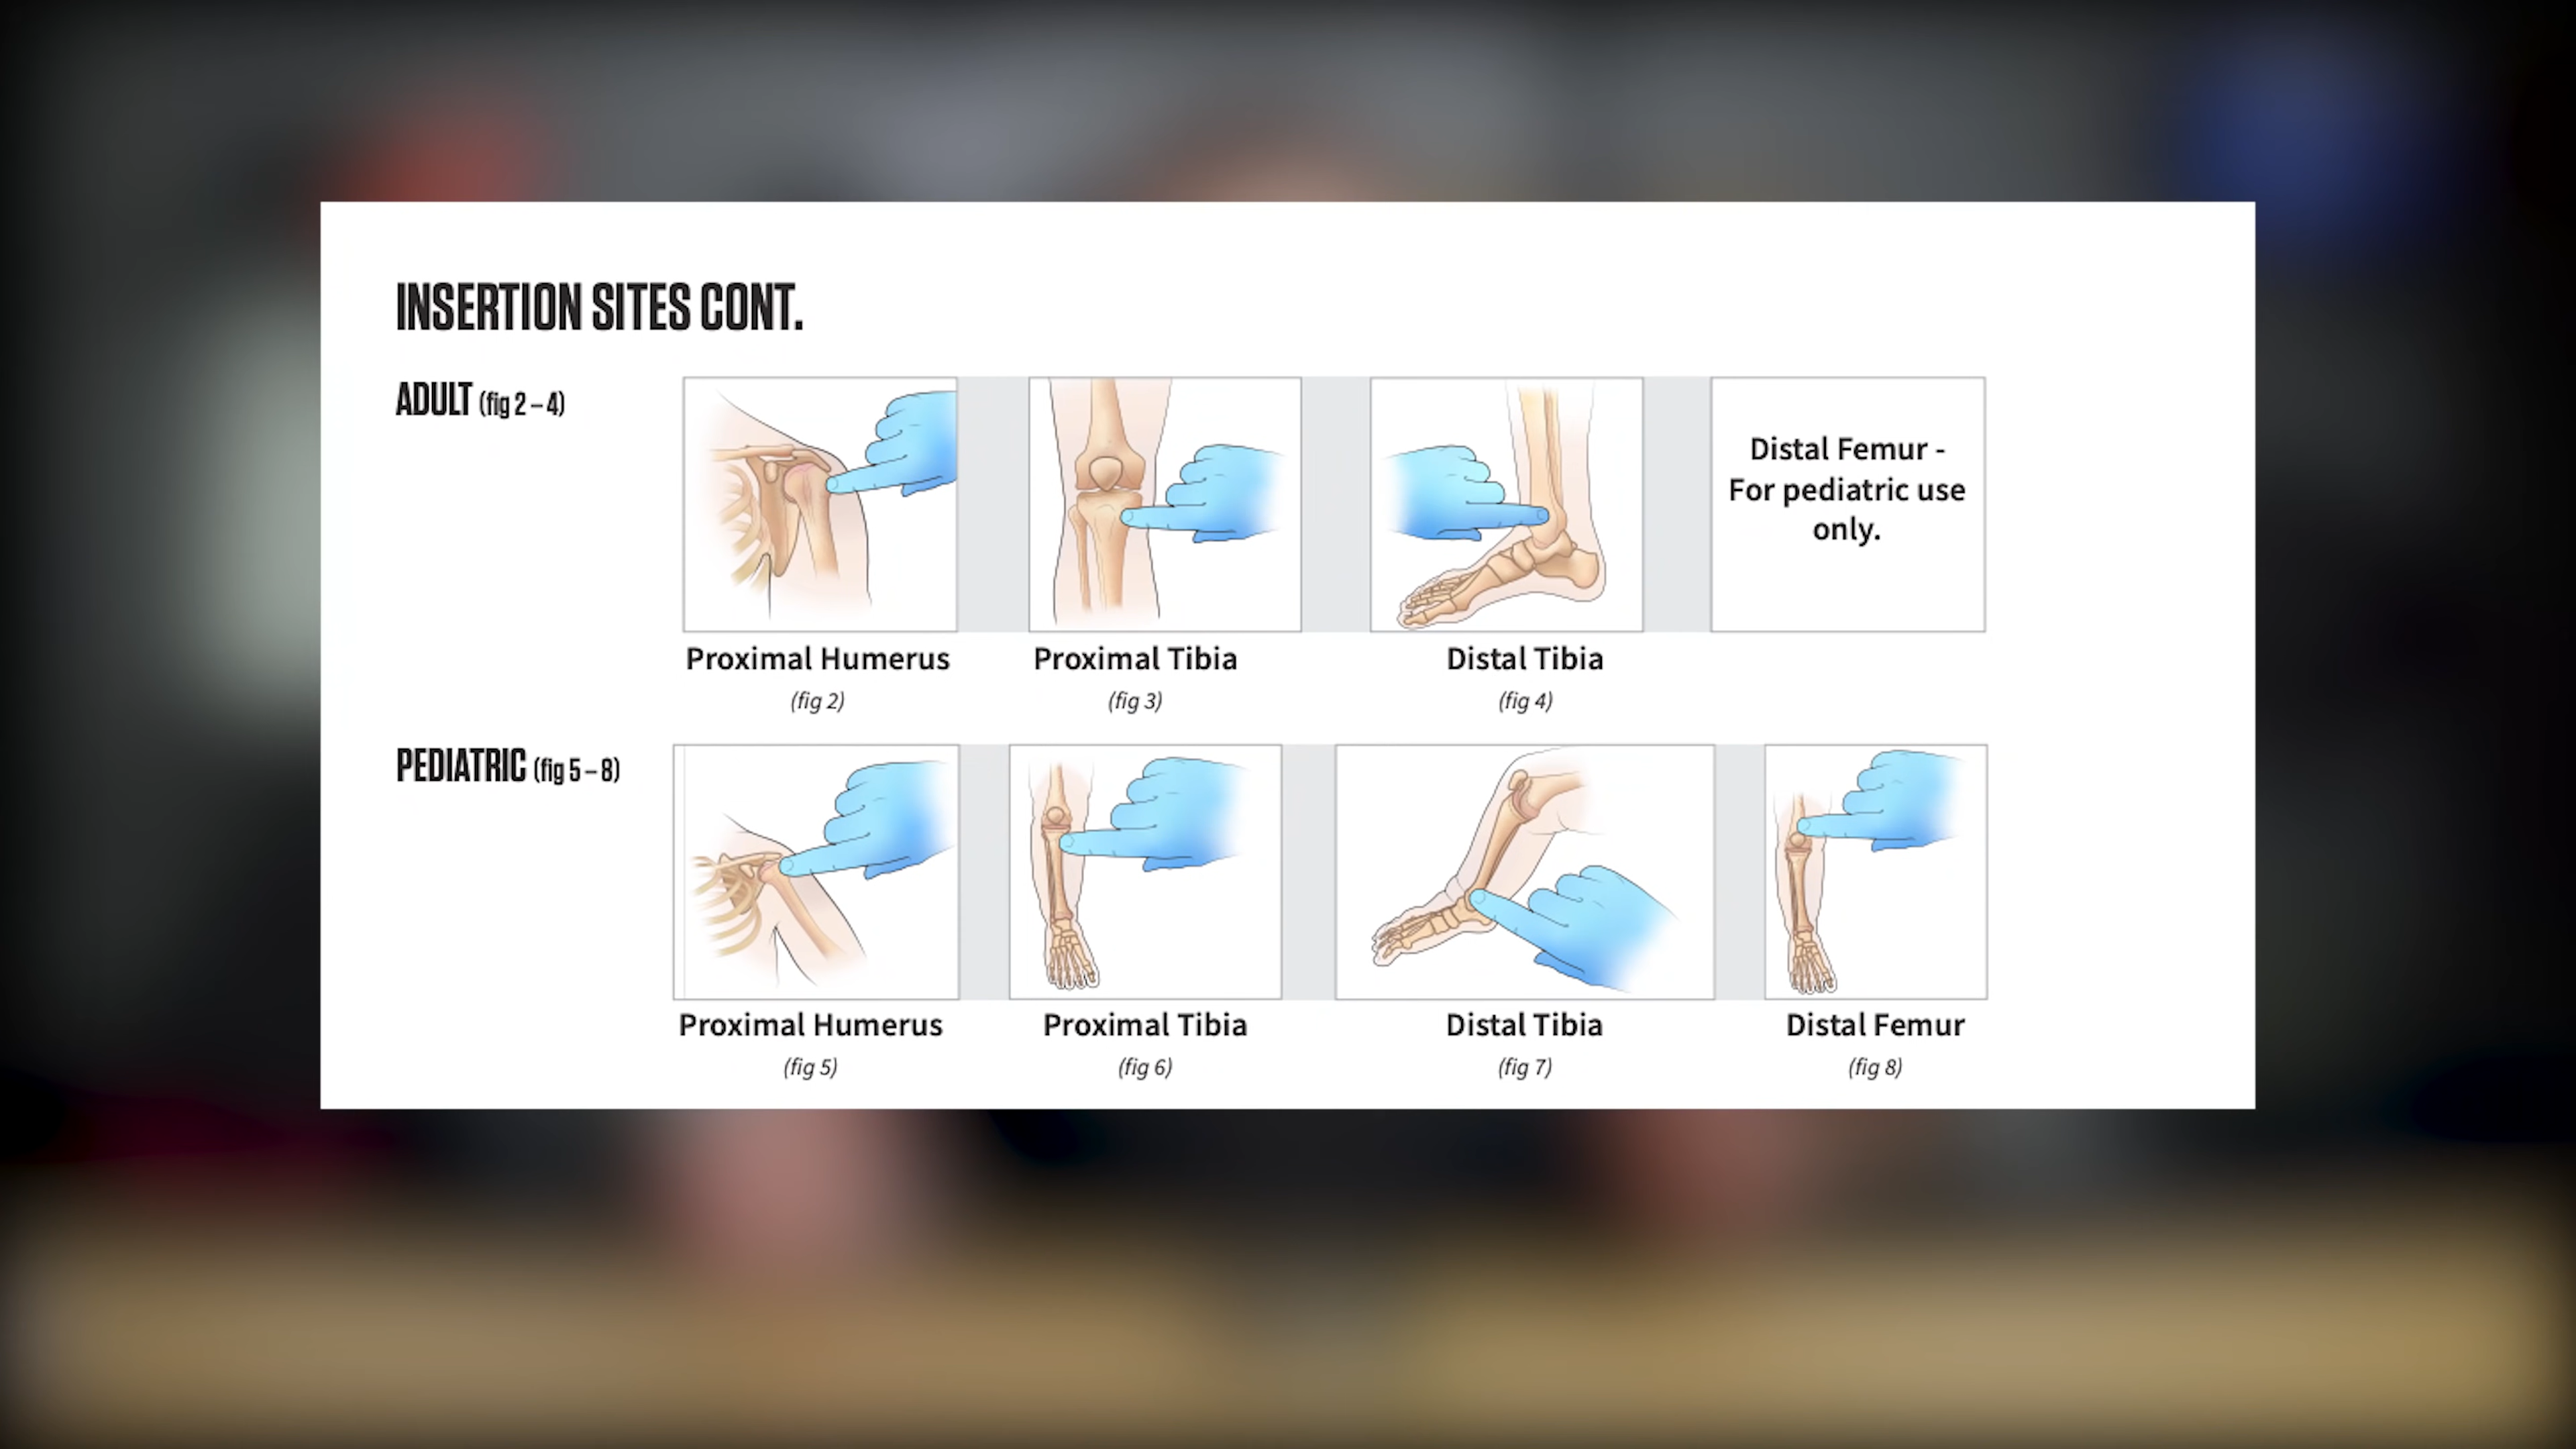 INSERTION SITES CONT.
ADULT (fig 2 – 4)
Distal Femur -
For pediatric use
only.
Proximal Humerus
(fig 2)
Proximal Tibia
(fig 3)
Distal Tibia
(fig 4)
PEDIATRIC (fig 5 – 8)
Proximal Humerus
(fig 5)
Proximal Tibia
(fig 6)
Distal Tibia
(fig 7)
Distal Femur
(fig 8)